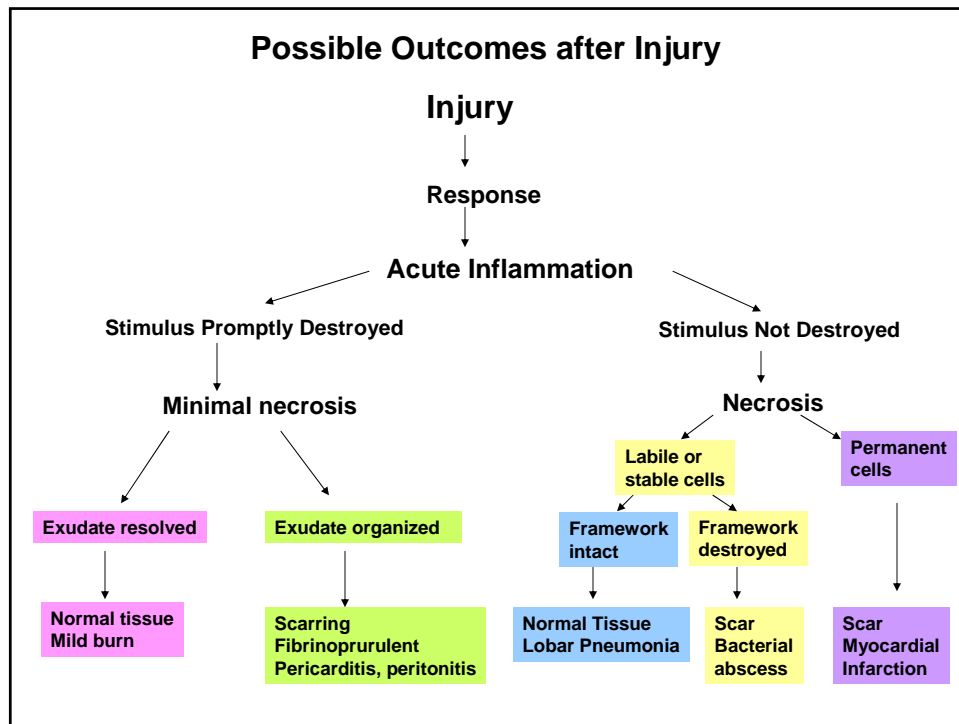 Possible Outcomes after Injury
Injury
Response
Acute Inflammation
Stimulus Promptly Destroyed
Stimulus Not Destroyed
Minimal necrosis
Necrosis
Labile or
stable cells
Permanent
cells
Exudate resolved
Exudate organized
Framework
intact
Framework
destroyed
Normal tissue
Mild burn
Scarring
Fibrinoprurulent
Pericarditis, peritonitis
Normal Tissue
Lobar Pneumonia
Scar
Bacterial
abscess
Scar
Myocardial
Infarction